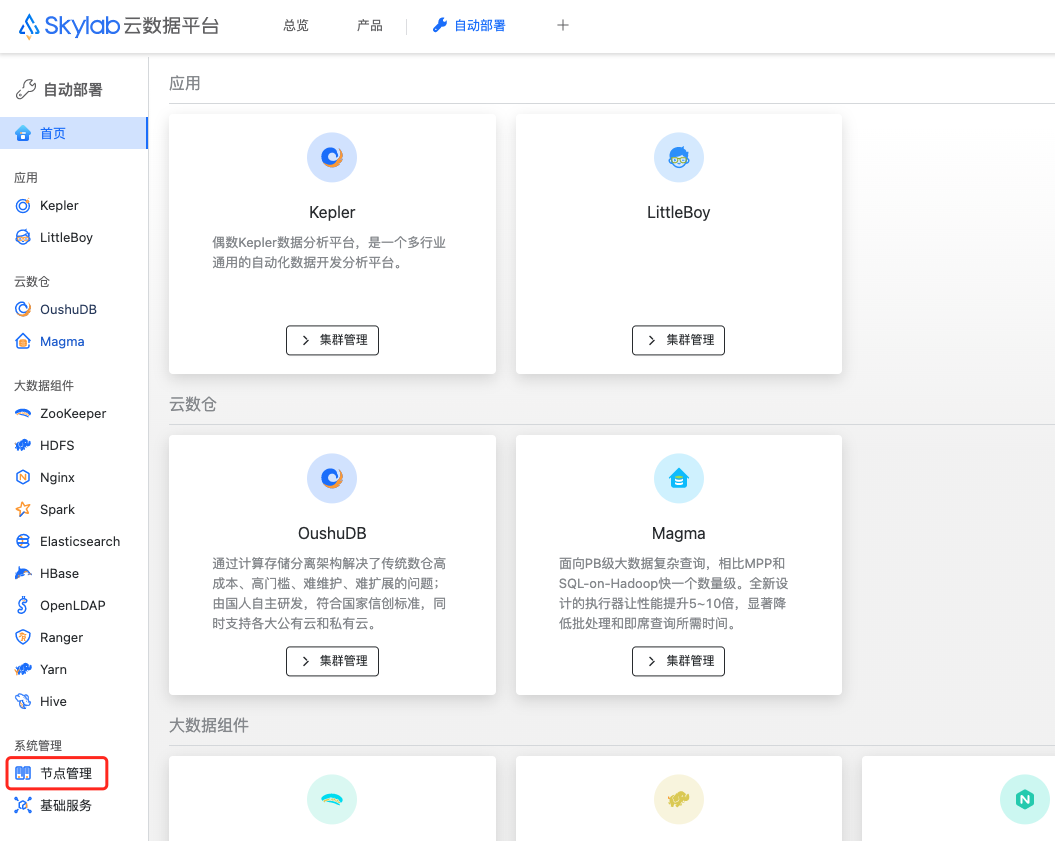 Skylab 云数据平台
总览
产品
自动部署
自动部署
首页
应用
Kepler
LittleBoy
云数仓
OushuDB
Magma
大数据组件
ZooKeeper
HDFS
Nginx
Spark
Elasticsearch
HBase
OpenLDAP
Ranger
Yarn
Hive
系统管理
节点管理
基础服务
应用
Kepler
偶数Kepler数据分析平台，是一个多行业
通用的自动化数据开发分析平台。
集群管理
LittleBoy
集群管理
云数仓
OushuDB
通过计算存储分离架构解决了传统数仓高
成本、高门槛、难维护、难扩展的问题；
由国人自主研发，符合国家信创标准，同
时支持各大公有云和私有云。
集群管理
Magma
面向PB级大数据复杂查询，相比MPP和
SQL-on-Hadoop快一个数量级。全新设
计的执行器让性能提升5~10倍，显著降
低批处理和即席查询所需时间。
集群管理
大数据组件